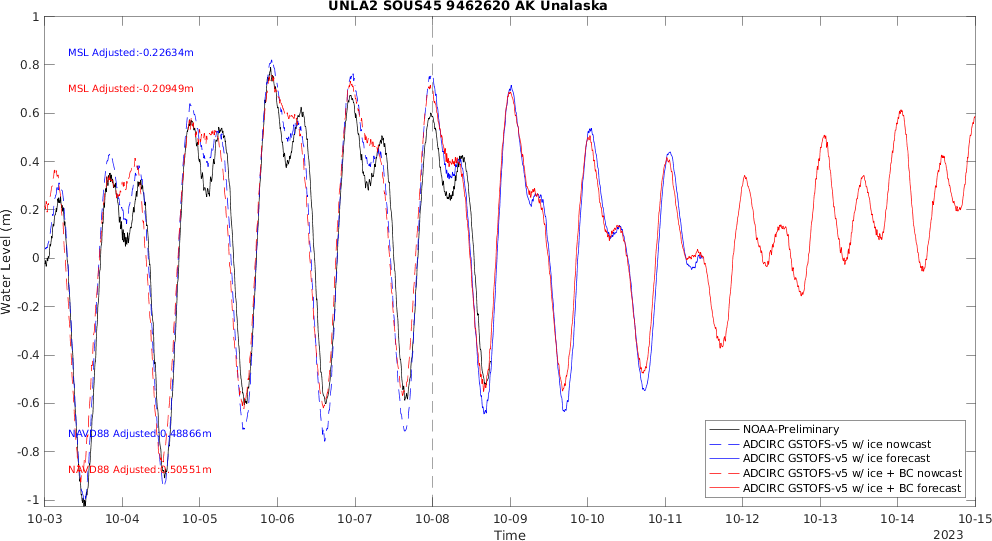 UNLA2 SOUS45 9462620 AK Unalaska
MSL Adjusted:-0.22634m
MSL Adjusted:-0.20949m
NAVD88 Adjusted:0.48866m
NAVD88 Adjusted:0.50551m
Water Level (m)
1
0.8
0.6
0.4
0.2
0
-0.2
-0.4
-0.6
-0.8
-1
10-03 10-04 10-05 10-06 10-07 10-08 10-09 10-10 10-11 10-12 10-13 10-14 10-15
Time
2023
NOAA-Preliminary
ADCIRC GSTOFS-v5 w/ ice nowcast
ADCIRC GSTOFS-v5 w/ ice forecast
ADCIRC GSTOFS-v5 w/ ice + BC nowcast
ADCIRC GSTOFS-v5 w/ ice + BC forecast